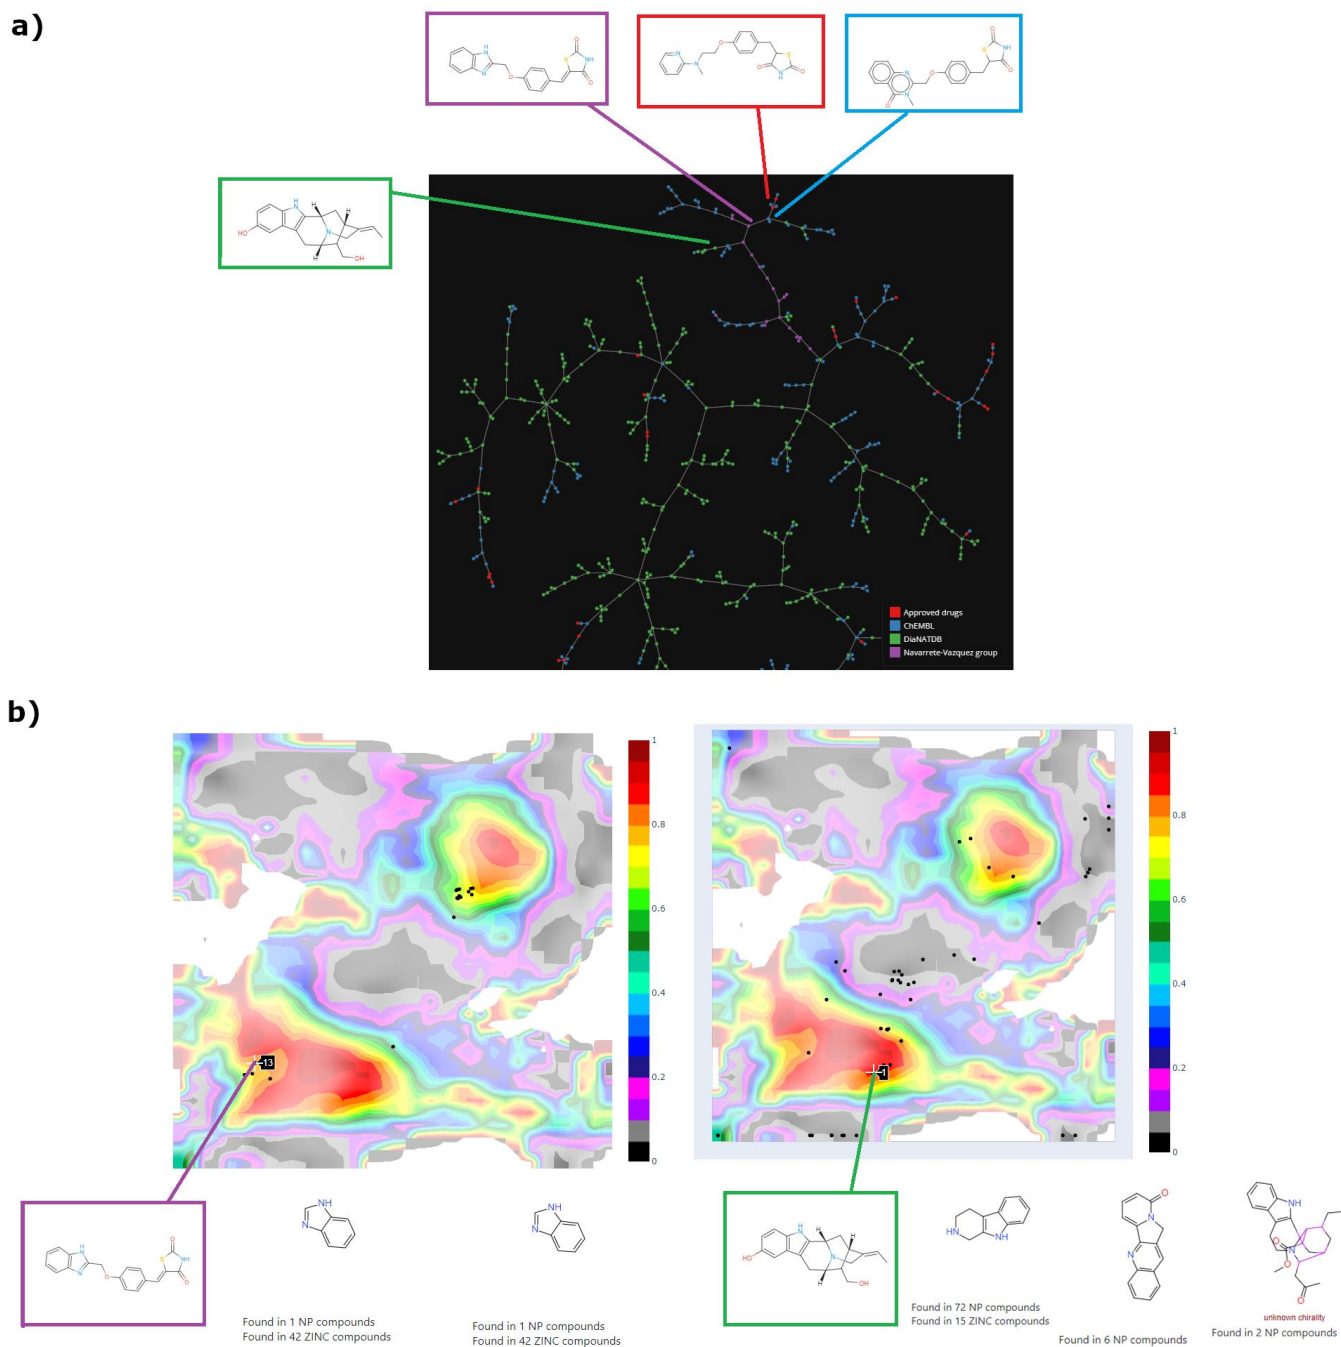 a)
Approved drugs
ChEMBL
DiaNATDB
Navarrete-Vazquez group
b)
1
0.8
0.6
0.4
0.2
0
13
1
0.8
0.6
0.4
0.2
0
1
Found in 1 NP compounds
Found in 42 ZINC compounds
Found in 1 NP compounds
Found in 42 ZINC compounds
Found in 72 NP compounds
Found in 15 ZINC compounds
Found in 6 NP compounds
unknown chirality
Found in 2 NP compounds